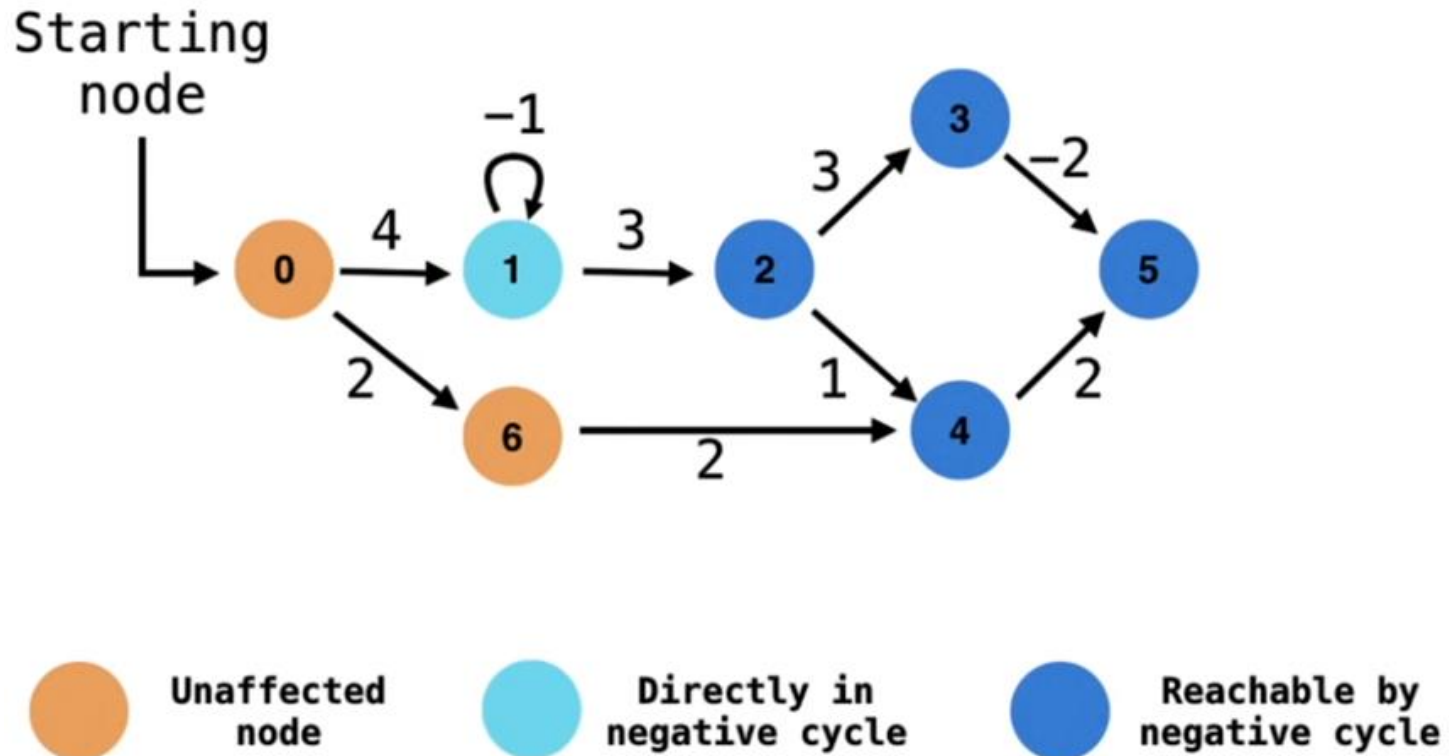 Starting
node
−1
3
4
3
3
−2
0
1
2
5
2
1
2
6
4
2
Unaffected
node
Directly in
negative cycle
Reachable by
negative cycle